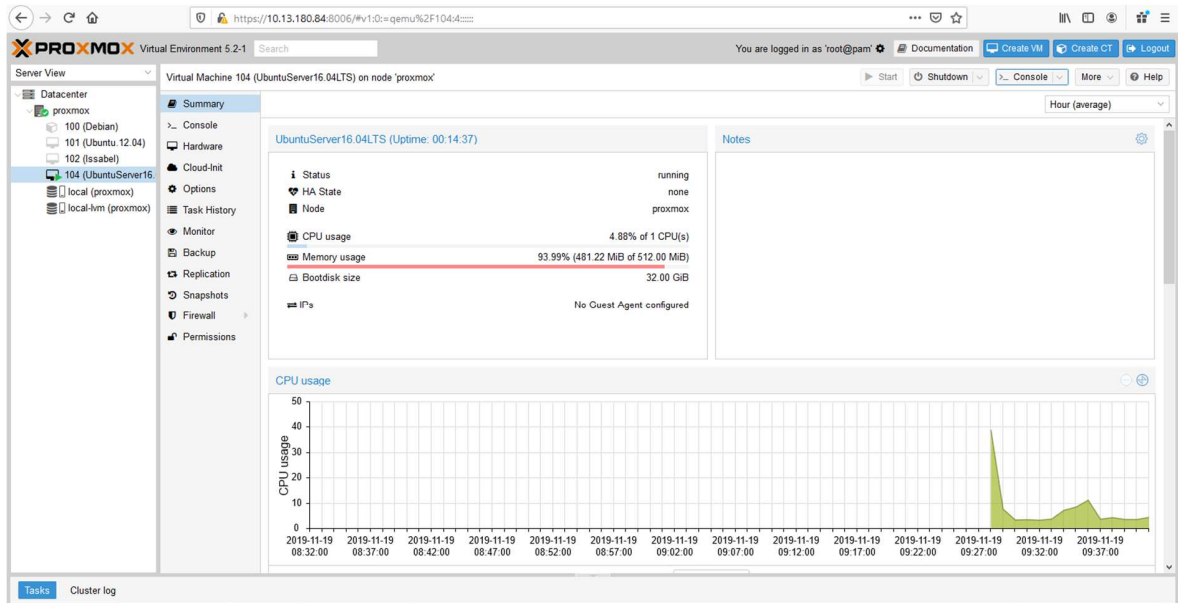 https://10.13.180.84:8006/#v1:0:=qemu%2F104:4::::::
PROXMOX Virtual Environment 5.2-1 Search You are logged in as 'root@pam' Documentation Create VM Create CT Logout
Server View
Virtual Machine 104 (UbuntuServer16.04LTS) on node 'proxmox' Start Shutdown >_ Console More Help
Datacenter
proxmox
100 (Debian)
101 (Ubuntu.12.04)
102 (Issabel)
104 (UbuntuServer16.
local (proxmox)
local-lvm (proxmox)
Summary
>_ Console
Hardware
Cloud-Init
Options
Task History
Monitor
Backup
Replication
Snapshots
Firewall
Permissions
Hour (average)
UbuntuServer16.04LTS (Uptime: 00:14:37)
Status running
HA State none
Node proxmox
CPU usage 4.88% of 1 CPU(s)
Memory usage 93.99% (481.22 MiB of 512.00 MiB)
Bootdisk size 32.00 GiB
IPs No Guest Agent configured
Notes
CPU usage
50
40
30
20
10
0
CPU usage
2019-11-19 2019-11-19 2019-11-19 2019-11-19 2019-11-19 2019-11-19 2019-11-19 2019-11-19 2019-11-19 2019-11-19 2019-11-19 2019-11-19 2019-11-19 2019-11-19
08:32:00 08:37:00 08:42:00 08:47:00 08:52:00 08:57:00 09:02:00 09:07:00 09:12:00 09:17:00 09:22:00 09:27:00 09:32:00 09:37:00
Tasks Cluster log